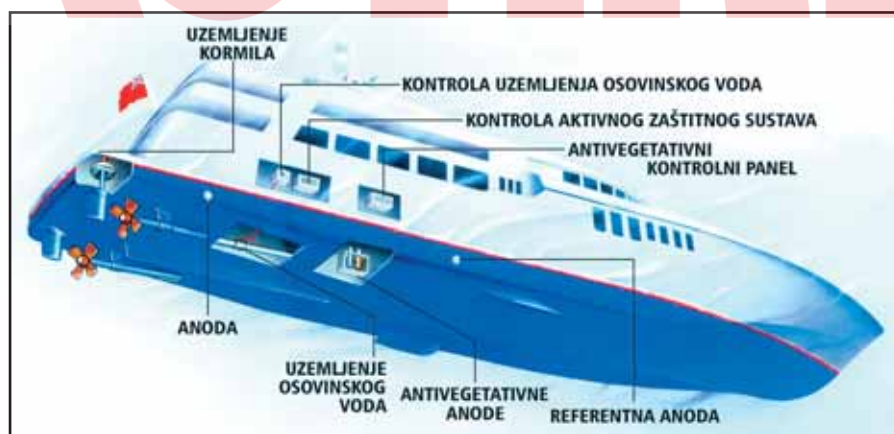 UZEMLJENJE
KORMILA
KONTROLA UZEMLJENJA OSOVINSKOG VODA
KONTROLA AKTIVNOG ZAŠTITNOG SUSTAVA
ANTIVEGETATIVNI
KONTROLNI PANEL
ANODA
UZEMLJENJE
OSOVINSKOG
VODA
ANTIVEGETATIVNE
ANODE
REFERENTNA ANODA